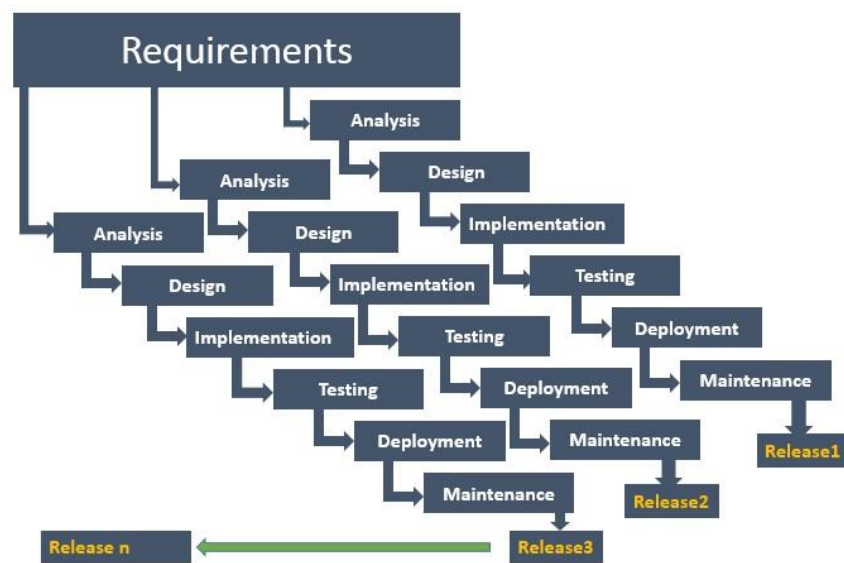 Requirements
Analysis
Design
Implementation
Testing
Deployment
Maintenance
Release1
Analysis
Design
Implementation
Testing
Deployment
Maintenance
Release2
Analysis
Design
Implementation
Testing
Deployment
Maintenance
Release3
Release n